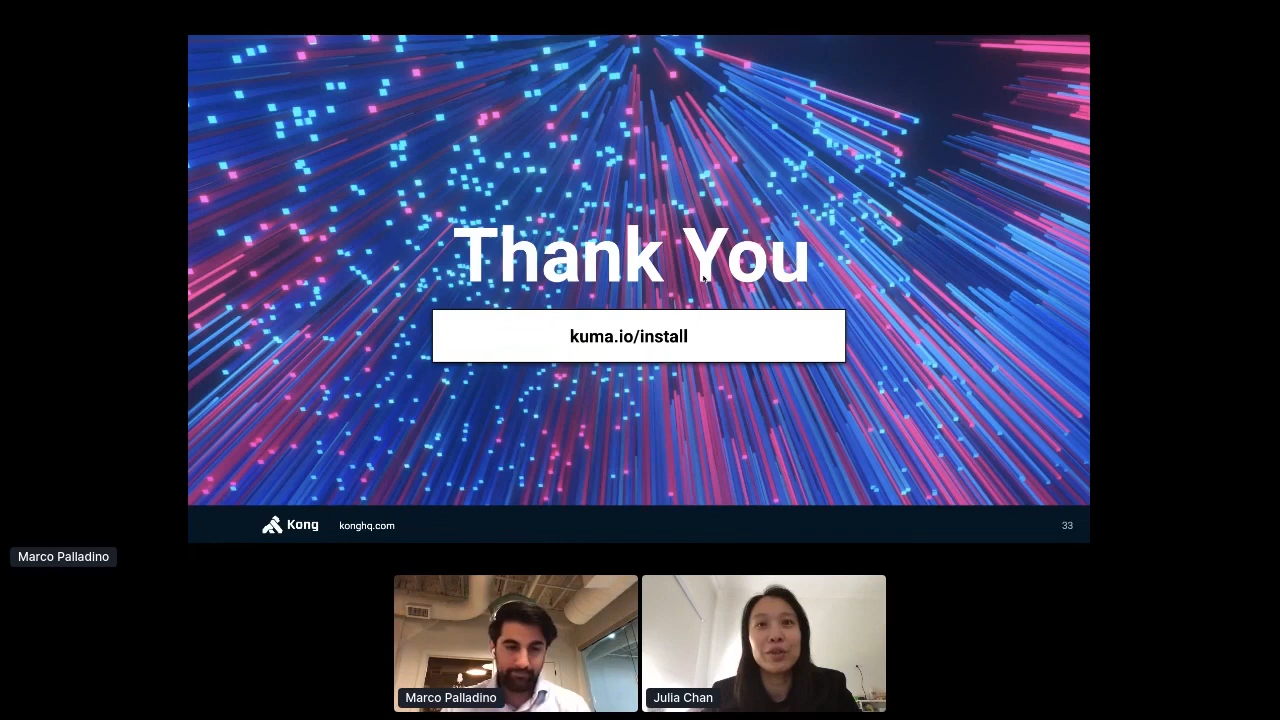 Thank You
kuma.io/install
Kong
konghq.com
33
Marco Palladino
Marco Palladino
Julia Chan